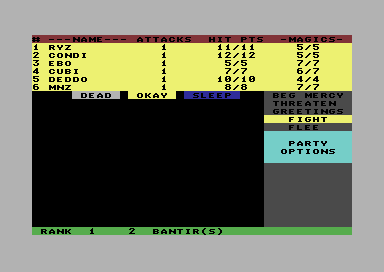 # ---NAME--- ATTACKS HIT PTS -MAGICS-
1 RYZ 1 11/11 5/5
2 CONDI 1 12/12 5/5
3 EBO 1 5/5 7/7
4 CUBI 1 7/7 6/7
5 DEDDO 1 10/10 4/4
6 MNZ 1 8/8 7/7
DEAD OKAY SLEEP
BEG MERCY
THREATEN
GREETINGS
FIGHT
FLEE
PARTY
OPTIONS
RANK 1 2 BANTIR(S)